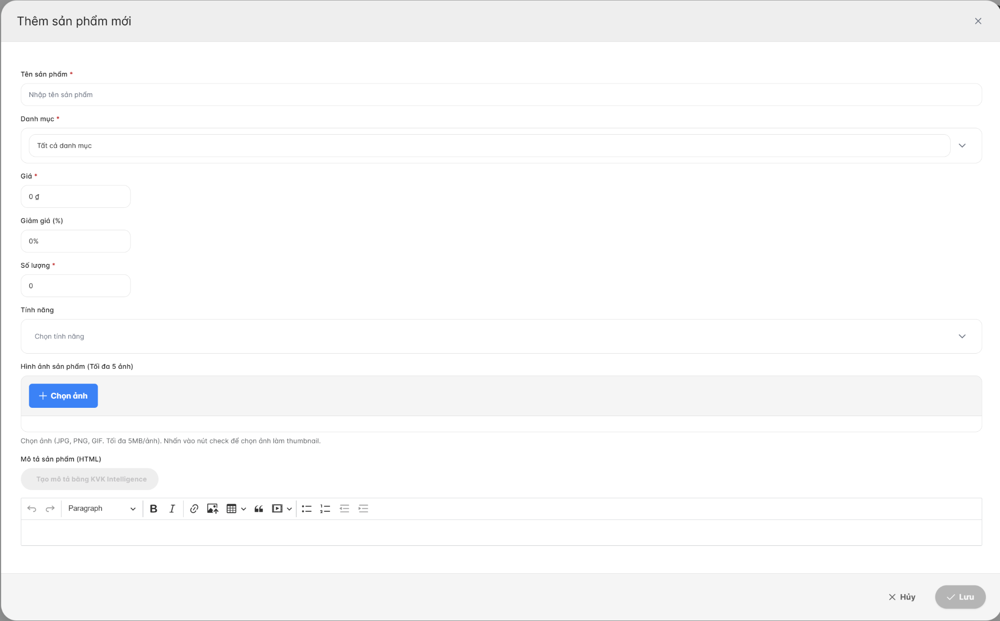 Thêm sản phẩm mới
Tên sản phẩm *
Nhập tên sản phẩm
Danh mục *
Tất cả danh mục
Giá *
0 ₫
Giảm giá (%)
0%
Số lượng *
0
Tính năng
Chọn tính năng
Hình ảnh sản phẩm (Tối đa 5 ảnh)
Chọn ảnh
Chọn ảnh (JPG, PNG, GIF. Tối đa 5MB/ảnh). Nhấn vào nút check để chọn ảnh làm thumbnail.
Mô tả sản phẩm (HTML)
Tạo mô tả bằng KVK Intelligence
Paragraph
Hủy
Lưu